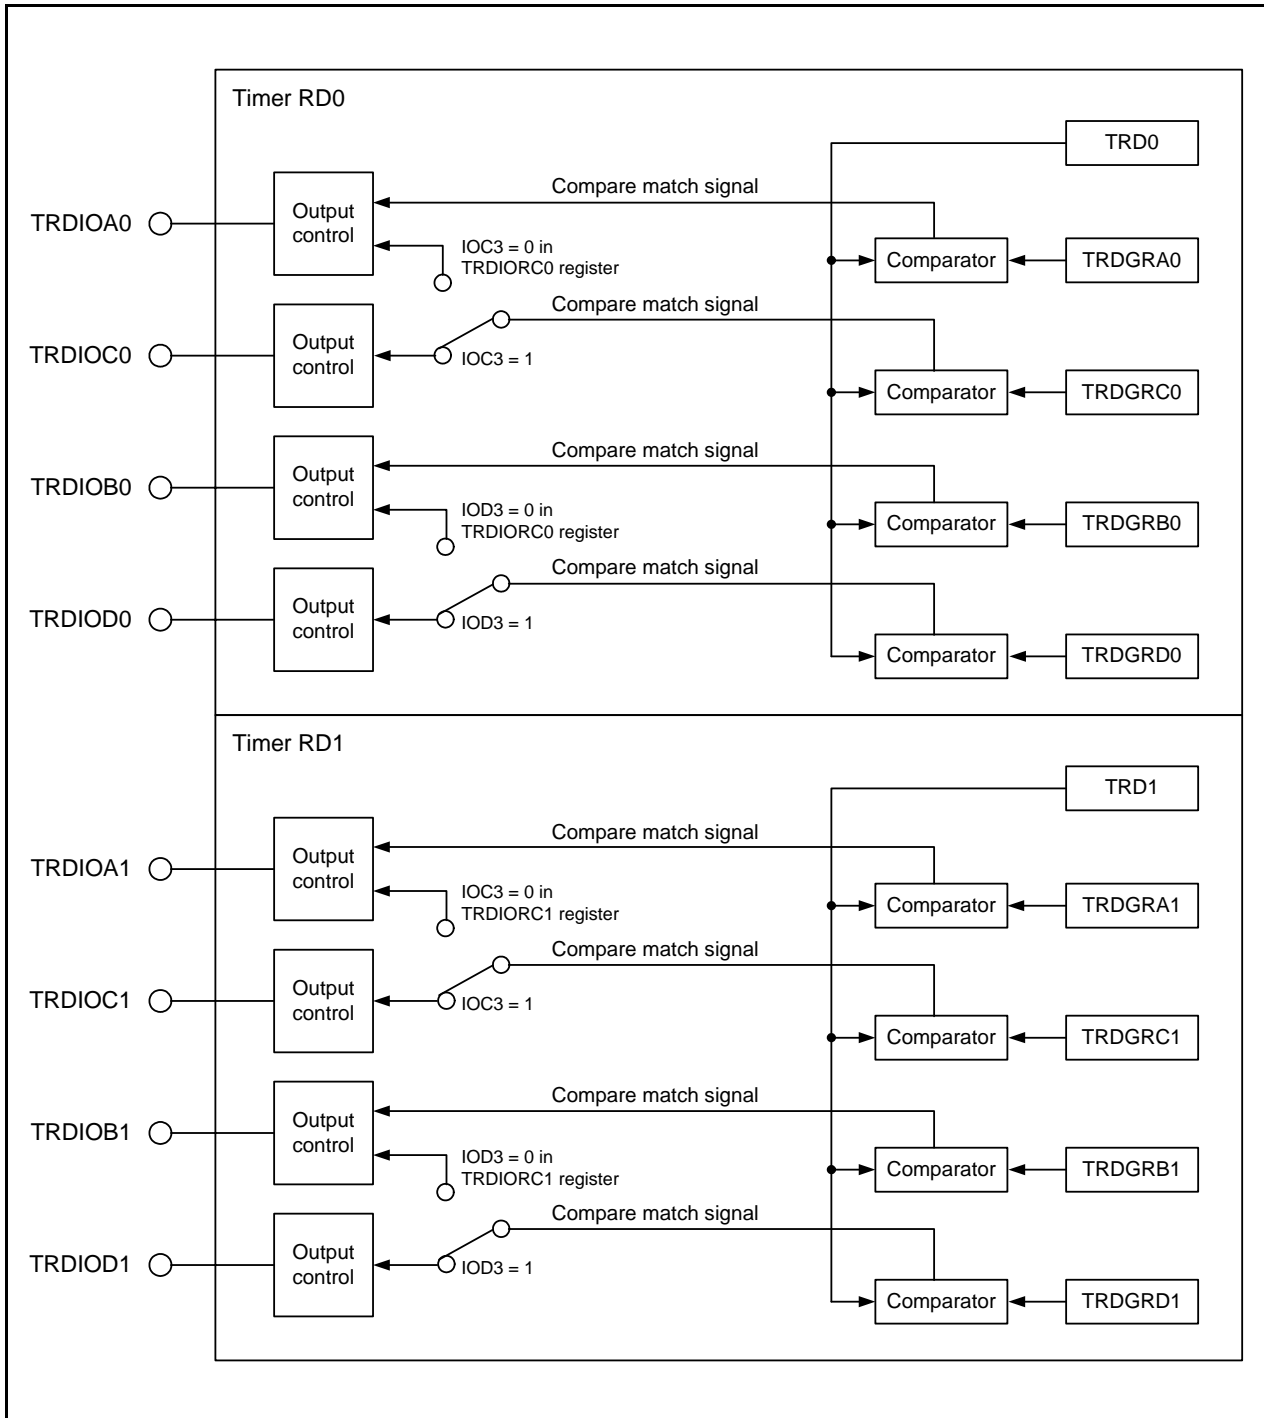 Timer RD0
TRD0
Compare match signal
TRDIOA0
Output
control
IOC3 = 0 in
TRDIORC0 register
Comparator
TRDGRA0
Compare match signal
TRDIOC0
Output
control
IOC3 = 1
Comparator
TRDGRC0
Compare match signal
TRDIOB0
Output
control
IOD3 = 0 in
TRDIORC0 register
Comparator
TRDGRB0
Compare match signal
TRDIOD0
Output
control
IOD3 = 1
Comparator
TRDGRD0
Timer RD1
TRD1
Compare match signal
TRDIOA1
Output
control
IOC3 = 0 in
TRDIORC1 register
Comparator
TRDGRA1
Compare match signal
TRDIOC1
Output
control
IOC3 = 1
Comparator
TRDGRC1
Compare match signal
TRDIOB1
Output
control
IOD3 = 0 in
TRDIORC1 register
Comparator
TRDGRB1
Compare match signal
TRDIOD1
Output
control
IOD3 = 1
Comparator
TRDGRD1